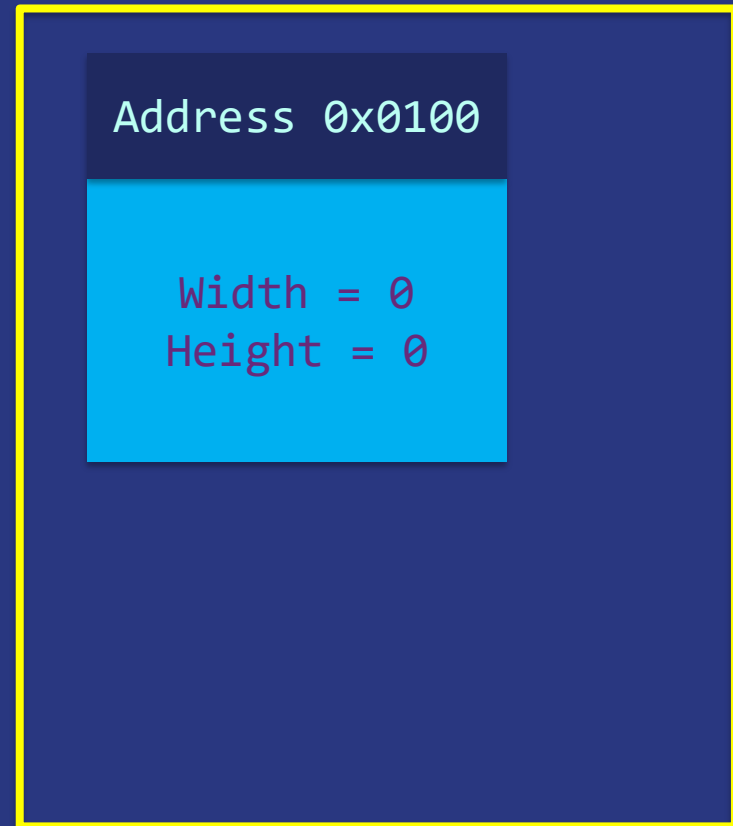 Address 0x0100
Width = 0
Height = 0